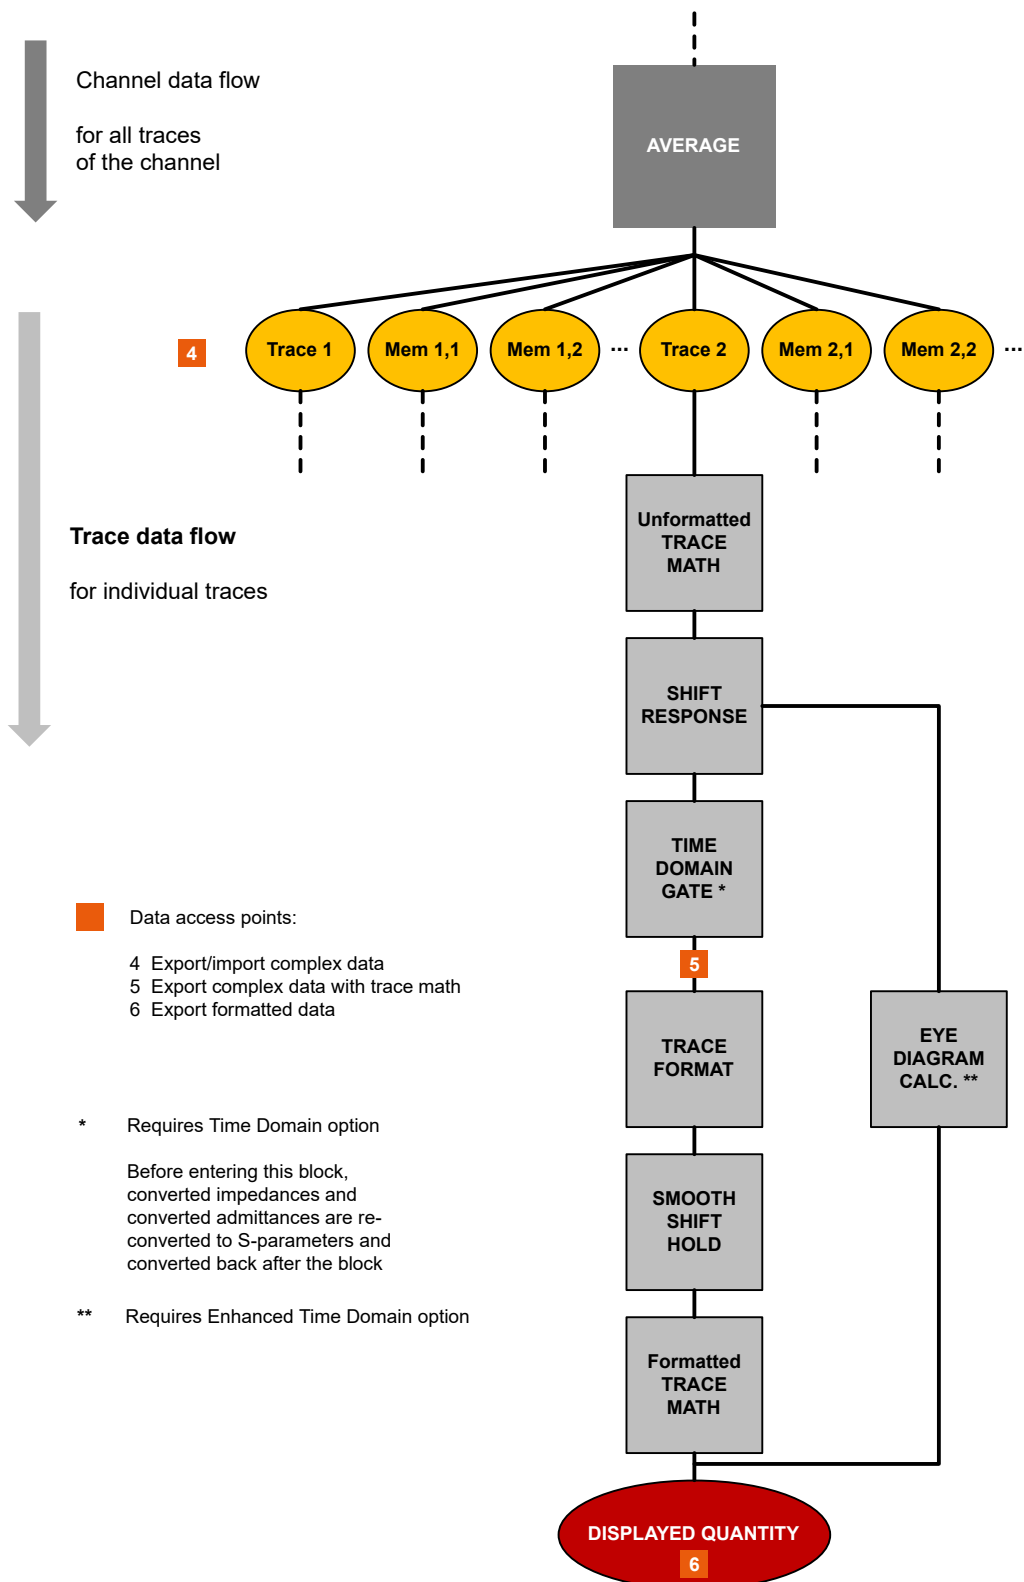 Channel data flow
for all traces
of the channel
AVERAGE
4
Trace 1
Mem 1,1
Mem 1,2
...
Trace 2
Mem 2,1
Mem 2,2
...
Trace data flow
for individual traces
Unformatted
TRACE
MATH
SHIFT
RESPONSE
TIME
DOMAIN
GATE *
5
TRACE
FORMAT
EYE
DIAGRAM
CALC. **
SMOOTH
SHIFT
HOLD
Formatted
TRACE
MATH
DISPLAYED QUANTITY
6
Data access points:
4 Export/import complex data
5 Export complex data with trace math
6 Export formatted data
* Requires Time Domain option
Before entering this block,
converted impedances and
converted admittances are re-
converted to S-parameters and
converted back after the block
** Requires Enhanced Time Domain option